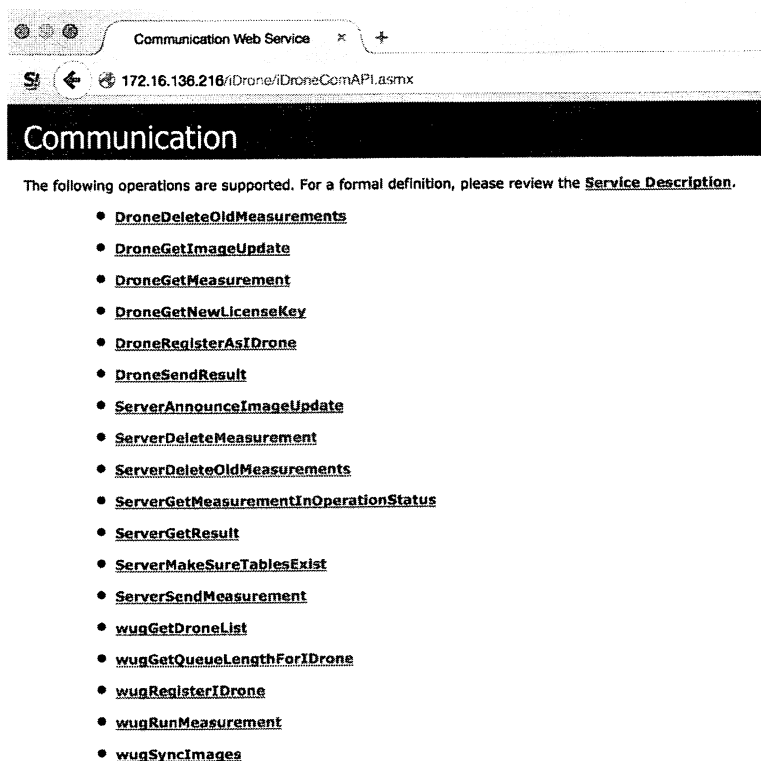 Communication Web Service × +
S! 172.16.136.216/iDrone/iDroneComAPI.asmx
Communication
The following operations are supported. For a formal definition, please review the Service Description.
• DroneDeleteOldMeasurements
• DroneGetImageUpdate
• DroneGetMeasurement
• DroneGetNewLicenseKey
• DroneRegisterAsIDrone
• DroneSendResult
• ServerAnnounceImageUpdate
• ServerDeleteMeasurement
• ServerDeleteOldMeasurements
• ServerGetMeasurementInOperationStatus
• ServerGetResult
• ServerMakeSureTablesExist
• ServerSendMeasurement
• wugGetDroneList
• wugGetQueueLengthForIDrone
• wugRegisterIDrone
• wugRunMeasurement
• wugSyncImages